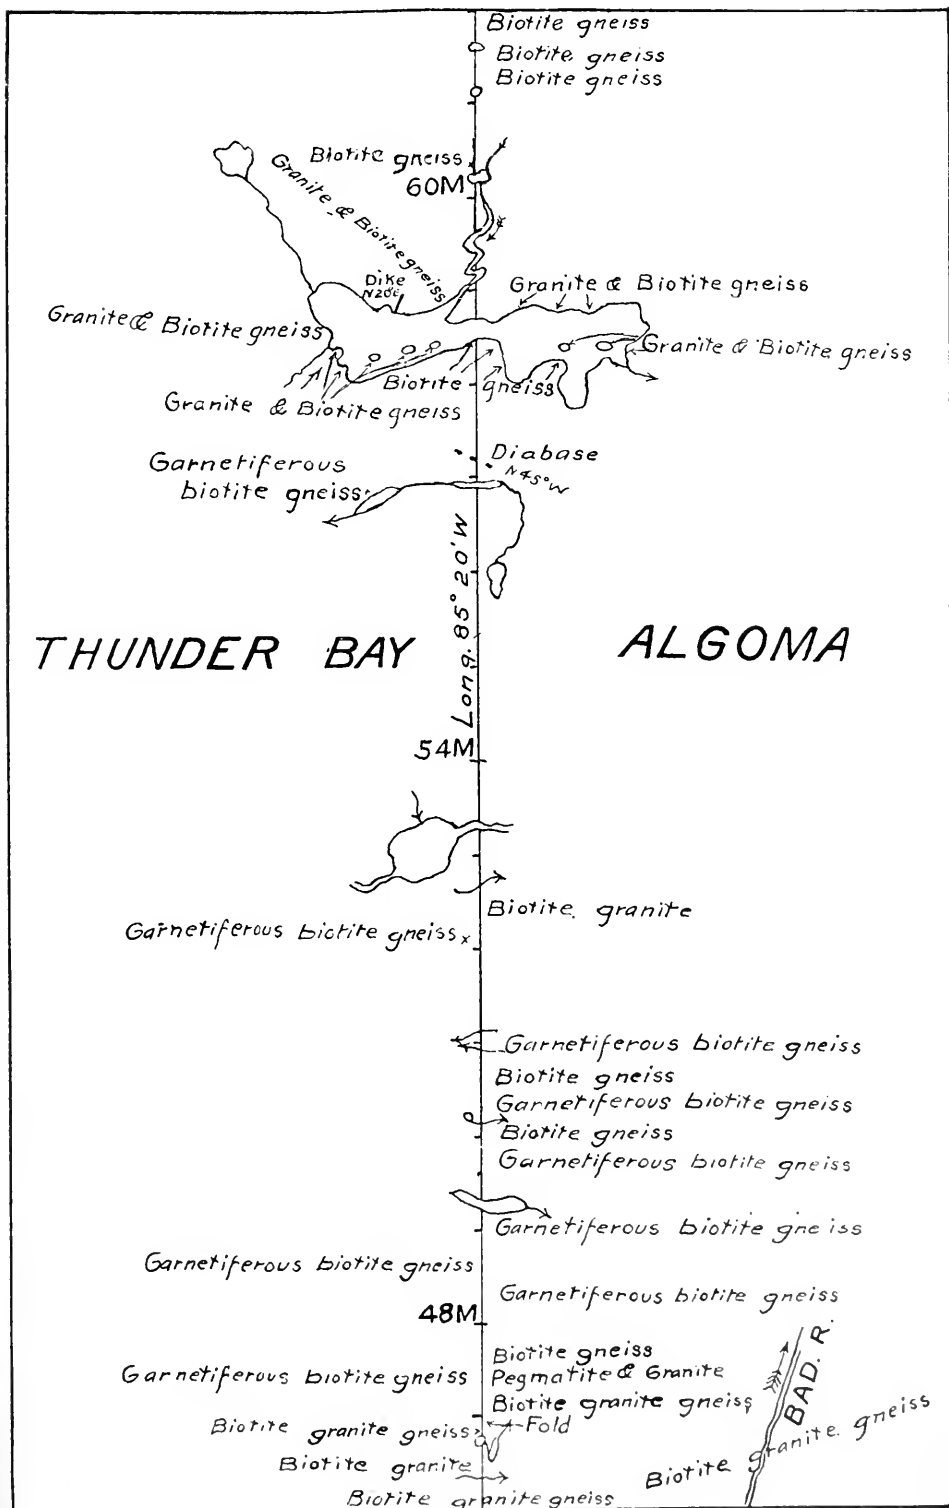 Biotite gneiss
Biotite gneiss
Biotite gneiss
Biotite gneiss
60M
Granite & Biotite gneiss
Dike
N20E
Granite & Biotite gneiss
Granite & Biotite gneiss
Granite & Biotite gneiss
Biotite gneiss
Granite & Biotite gneiss
Diabase
N45°W
Garnetiferous
biotite gneiss
Long. 85° 20' W
THUNDER BAY
ALGOMA
54M
Biotite granite
Garnetiferous biotite gneiss x
Garnetiferous biotite gneiss
Biotite gneiss
Garnetiferous biotite gneiss
Biotite gneiss
Garnetiferous biotite gneiss
Garnetiferous biotite gneiss
Garnetiferous biotite gneiss
Garnetiferous biotite gneiss
48M
Biotite gneiss
Garnetiferous biotite gneiss
Pegmatite & Granite
Biotite granite gneiss
Fold
Biotite granite gneiss
Biotite granite
Biotite granite gneiss
BAD. R.
Biotite granite gneiss